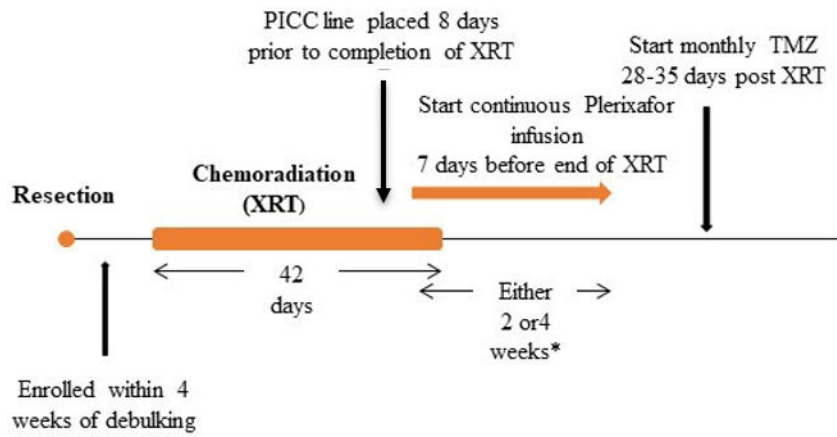 PICC line placed 8 days
prior to completion of XRT
Start monthly TMZ
28-35 days post XRT
Start continuous Plerixafor
infusion
7 days before end of XRT
Chemoradiation
(XRT)
Resection
42
days
Either
2 or4
weeks*
Enrolled within 4
weeks of debulking